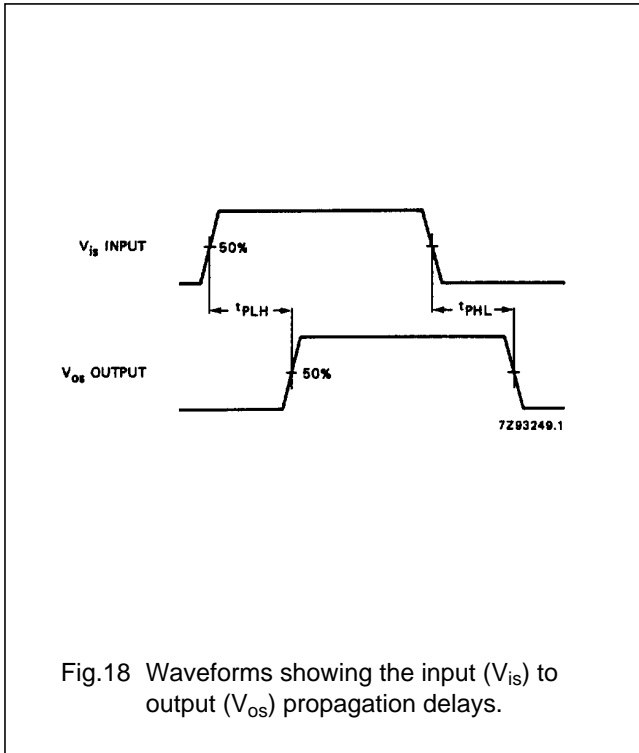 V_is INPUT
50%
t_PLH
t_PHL
V_os OUTPUT
50%
7Z93249.1
Fig.18 Waveforms showing the input (V_is) to
output (V_os) propagation delays.